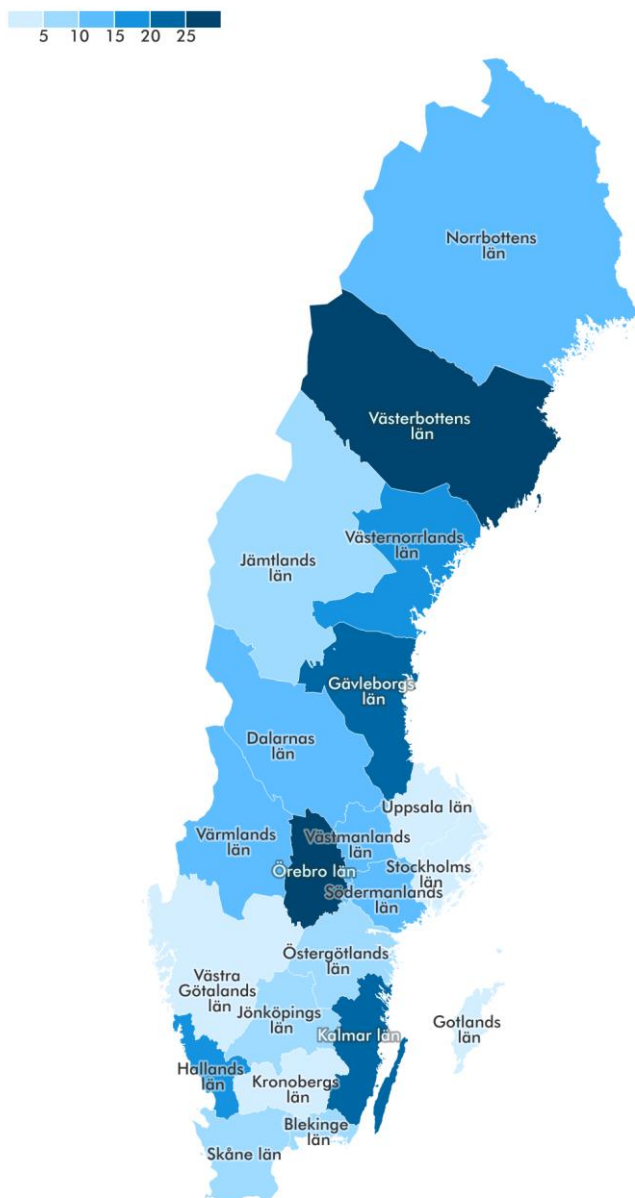 5 10 15 20 25
Norrbottens
län
Västerbottens
län
Västernorrlands
län
Jämtlands
län
Gävleborgs
län
Dalarnas
län
Uppsala län
Värmlands
län
Västmanlands
län
Stockholms
län
Örebro län
Södermanlands
län
Östergötlands
län
Västra
Götalands
län
Jönköpings
län
Kalmar län
Gotlands
län
Hallands
län
Kronobergs
län
Blekinge
län
Skåne län